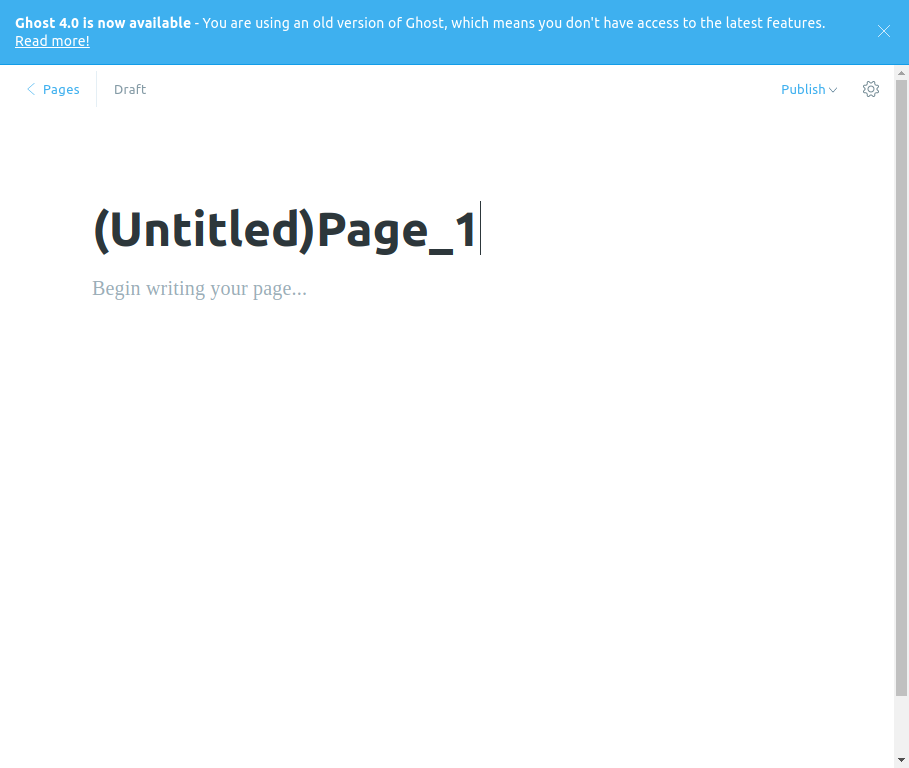 Ghost 4.0 is now available - You are using an old version of Ghost, which means you don't have access to the latest features.
Read more!
Pages
Draft
Publish
(Untitled)Page_1
Begin writing your page...